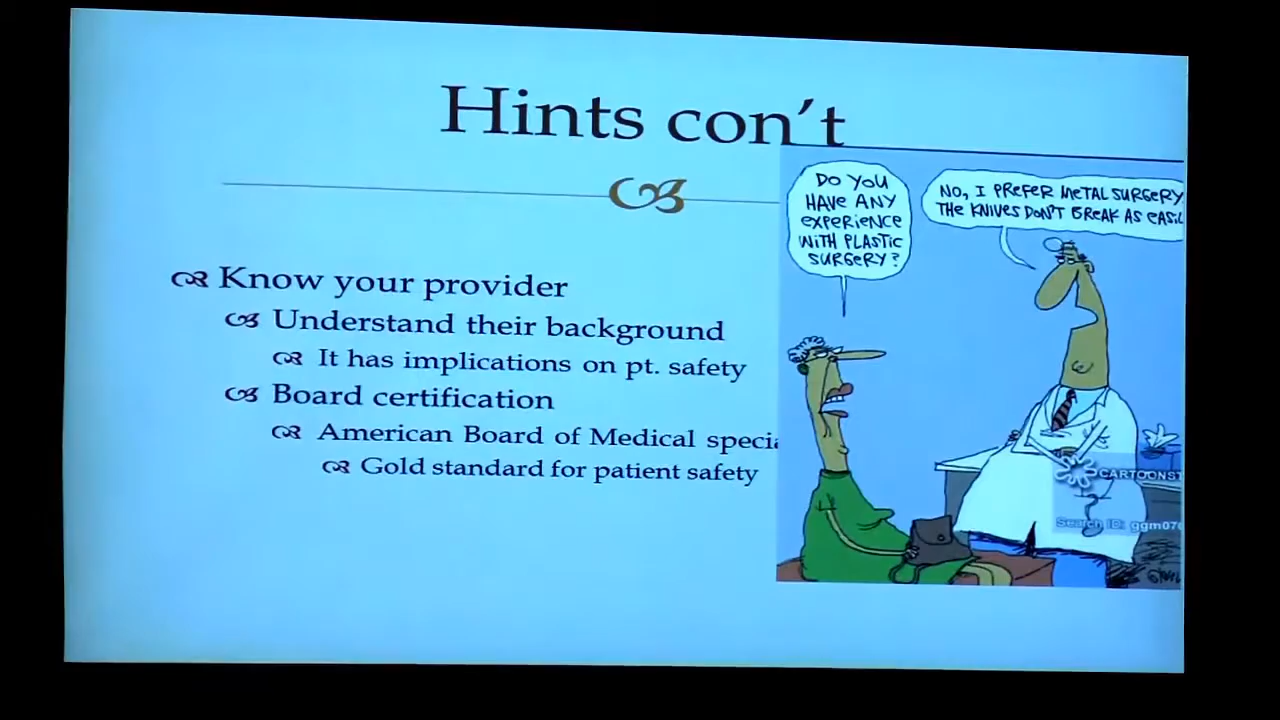 Hints con't
Know your provider
Understand their background
It has implications on pt. safety
Board certification
American Board of Medical
Gold standard for patient safety
DO YOU
HAVE ANY
EXPERIENCE
WITH PLASTIC
SURGERY?
NO, I PREFER METAL SURGERY
THE KNIVES DON'T BREAK AS
Search ID: